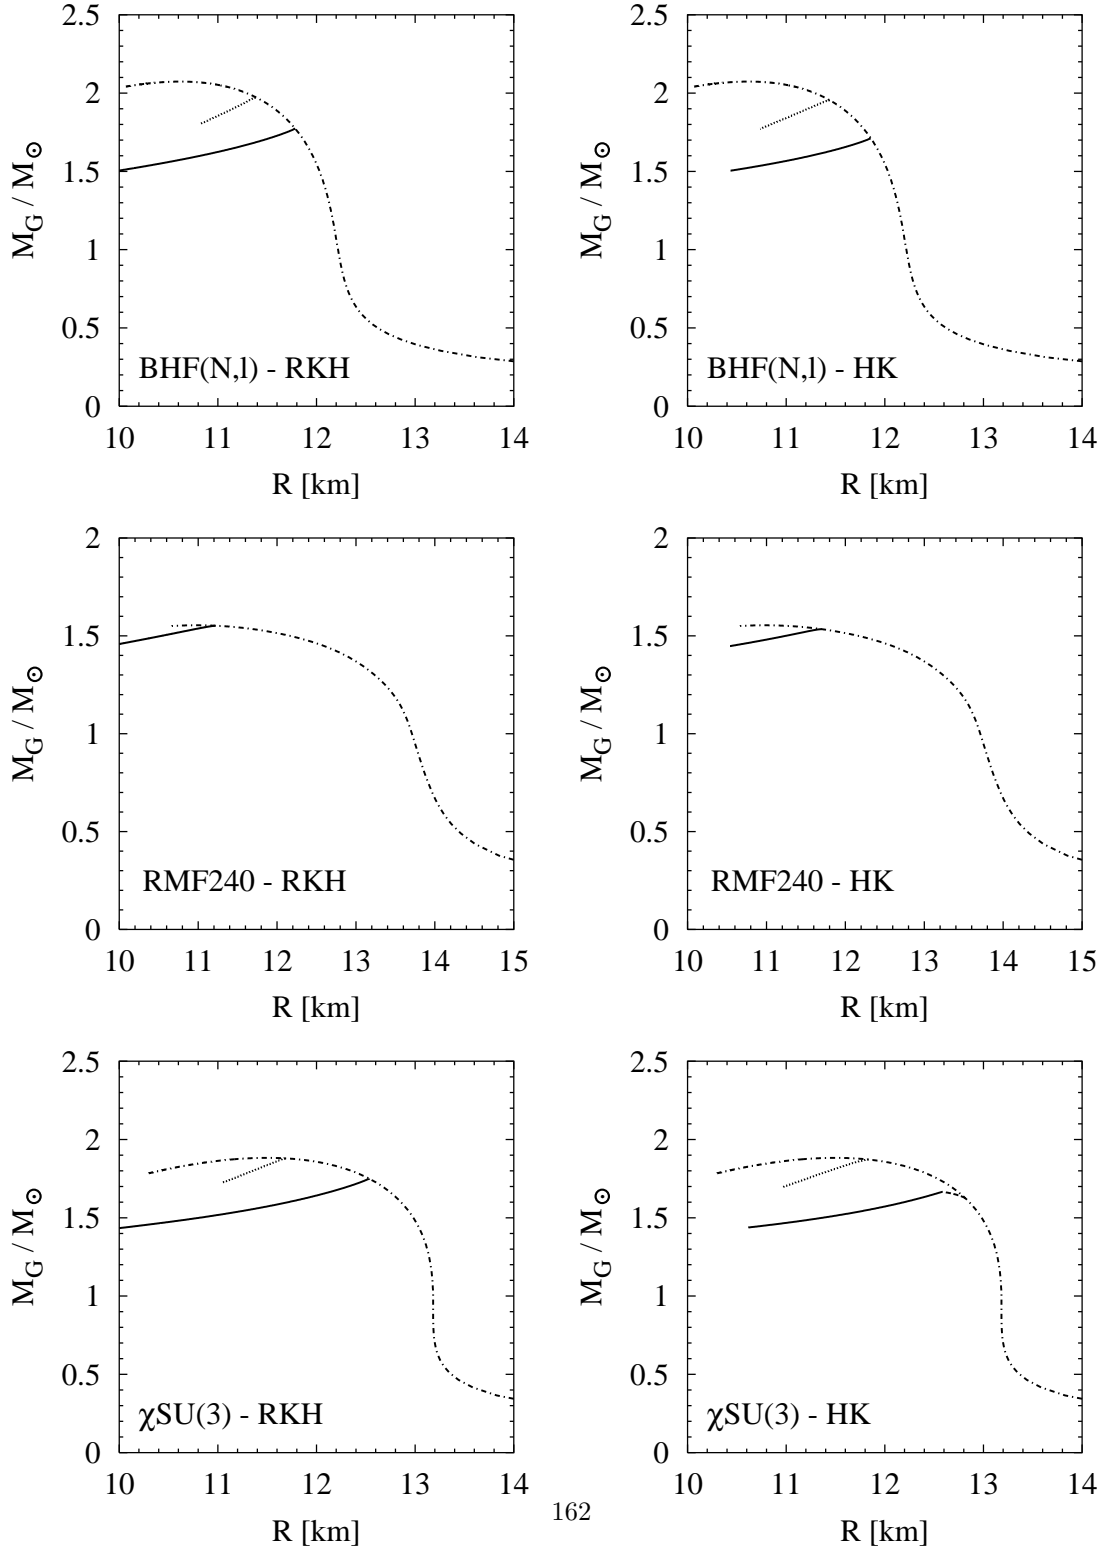 2.5
2
1.5
1
0.5
0
M_G / M_⊙
BHF(N,l) - RKH
10 11 12 13 14
R [km]
2.5
2
1.5
1
0.5
0
M_G / M_⊙
BHF(N,l) - HK
10 11 12 13 14
R [km]
2
1.5
1
0.5
0
M_G / M_⊙
RMF240 - RKH
10 11 12 13 14 15
R [km]
2
1.5
1
0.5
0
M_G / M_⊙
RMF240 - HK
10 11 12 13 14 15
R [km]
2.5
2
1.5
1
0.5
0
M_G / M_⊙
χSU(3) - RKH
10 11 12 13 14
R [km]
2.5
2
1.5
1
0.5
0
M_G / M_⊙
χSU(3) - HK
10 11 12 13 14
R [km]
162